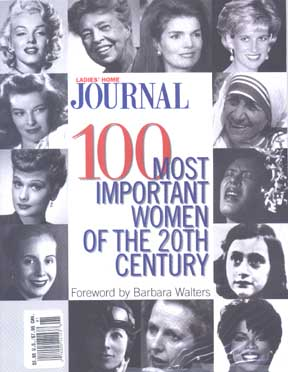 LADIES' HOME
JOURNAL
100
MOST
IMPORTANT
WOMEN
OF THE 20TH
CENTURY
Foreword by Barbara Walters